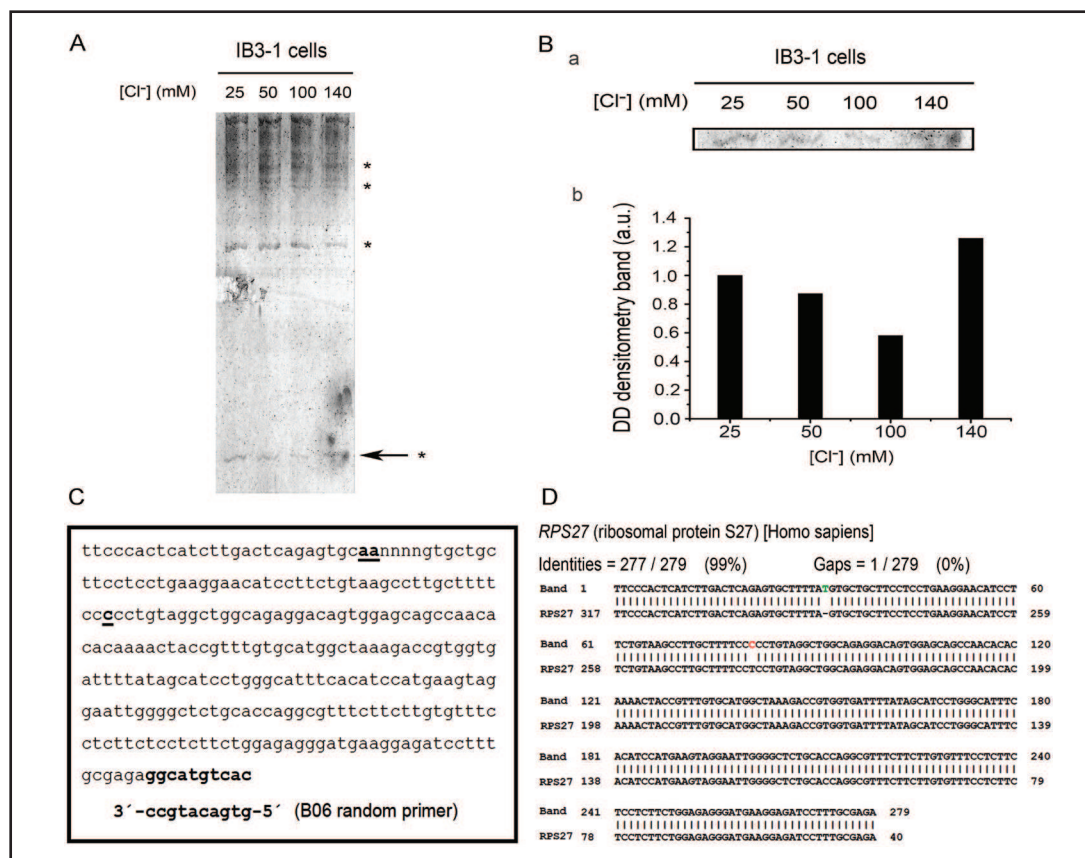 A
IB3-1 cells
[Cl⁻] (mM) 25 50 100 140
*
*
*
*
B
a
IB3-1 cells
[Cl⁻] (mM) 25 50 100 140
b
DD densitometry band (a.u.)
1.4
1.2
1.0
0.8
0.6
0.4
0.2
0.0
25 50 100 140
[Cl⁻] (mM)
C
ttcccactcatcttgactcagagtgcaannnnngtgctgc
ttcctcctgaaggaacatccttctgtaagccttgctttt
cccctgtaggctggcagaggacagtggagcagccaaca
cacaaaactaccgtttgtgcatggctaaagaccgtggtg
attttatagcatcctgggcatttcacatccatgaagtag
gaattggggctctgcaccaggcgtttcttcttgtgtttc
ctcttctcctcttctggagagggatgaaggagatccttt
gcgagaggcatgtcac
3´-ccgtacagtg-5´ (B06 random primer)
D
RPS27 (ribosomal protein S27) [Homo sapiens]
Identities = 277 / 279 (99%) Gaps = 1 / 279 (0%)
Band 1 TTCCCACTCATCTTGACTCAGAGTGCTTTTATGTGCTGCTTCCTCCTGAAGGAACATCCT 60
RPS27 317 TTCCCACTCATCTTGACTCAGAGTGCTTTTA-GTGCTGCTTCCTCCTGAAGGAACATCCT 259
Band 61 TCTGTAAGCCTTGCTTTTCCCCCTGTAGGCTGGCAGAGGACAGTGGAGCAGCCAACACAC 120
RPS27 258 TCTGTAAGCCTTGCTTTTCCTCCTGTAGGCTGGCAGAGGACAGTGGAGCAGCCAACACAC 199
Band 121 AAAACTACCGTTTGTGCATGGCTAAAGACCGTGGTGATTTTATAGCATCCTGGGCATTTC 180
RPS27 198 AAAACTACCGTTTGTGCATGGCTAAAGACCGTGGTGATTTTATAGCATCCTGGGCATTTC 139
Band 181 ACATCCATGAAGTAGGAATTGGGGCTCTGCACCAGGCGTTTCTTCTTGTGTTTCCTCTTC 240
RPS27 138 ACATCCATGAAGTAGGAATTGGGGCTCTGCACCAGGCGTTTCTTCTTGTGTTTCCTCTTC 79
Band 241 TCCTCTTCTGGAGAGGGATGAAGGAGATCCTTTGCGAGA 279
RPS27 78 TCCTCTTCTGGAGAGGGATGAAGGAGATCCTTTGCGAGA 40